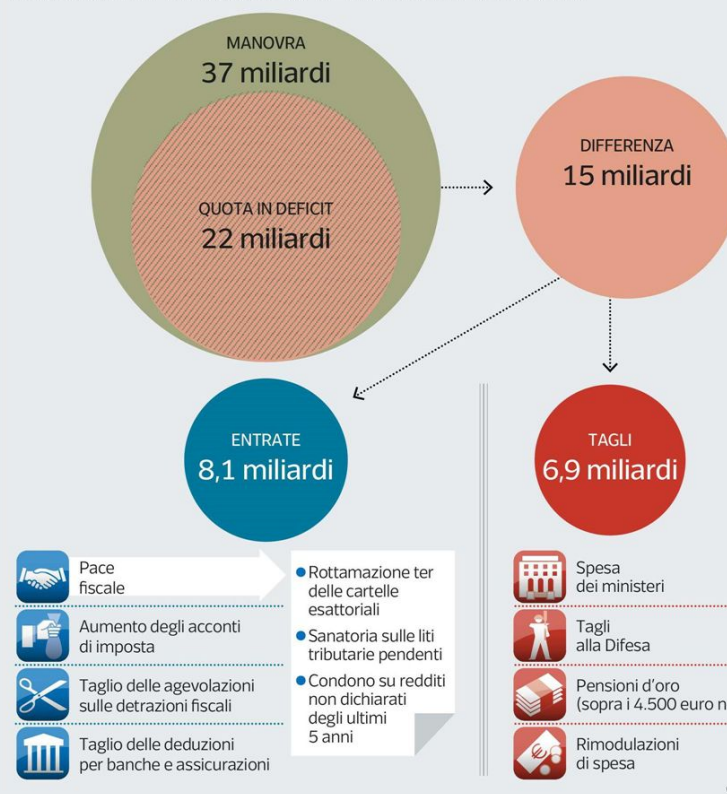 MANOVRA
37 miliardi
QUOTA IN DEFICIT
22 miliardi
DIFFERENZA
15 miliardi
ENTRATE
8,1 miliardi
TAGLI
6,9 miliardi
Pace
fiscale
Aumento degli acconti
di imposta
Taglio delle agevolazioni
sulle detrazioni fiscali
Taglio delle deduzioni
per banche e assicurazioni
Rottamazione ter
delle cartelle
esattoriali
Sanatoria sulle liti
tributarie pendenti
Condono su redditi
non dichiarati
degli ultimi
5 anni
Spesa
dei ministeri
Tagli
alla Difesa
Pensioni d'oro
(sopra i 4.500 euro n
Rimodulazioni
di spesa